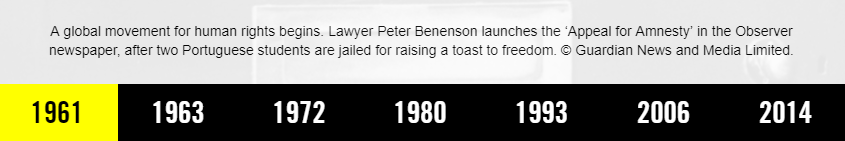 A global movement for human rights begins. Lawyer Peter Benenson launches the ‘Appeal for Amnesty’ in the Observer
newspaper, after two Portuguese students are jailed for raising a toast to freedom. © Guardian News and Media Limited.
1961 1963 1972 1980 1993 2006 2014